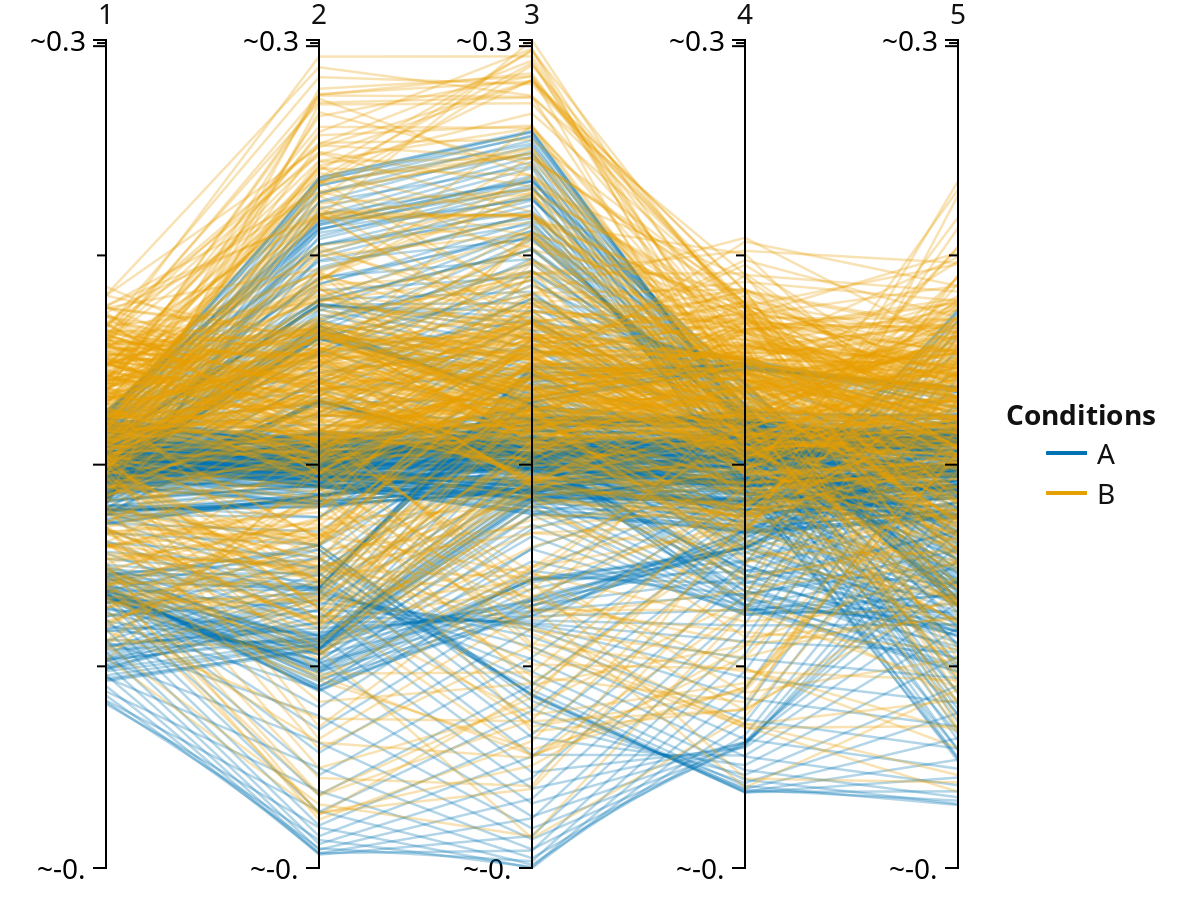 1 2 3 4 5
~0.3 ~0.3 ~0.3 ~0.3 ~0.3
Conditions
A
B
~-0. ~-0. ~-0. ~-0. ~-0.